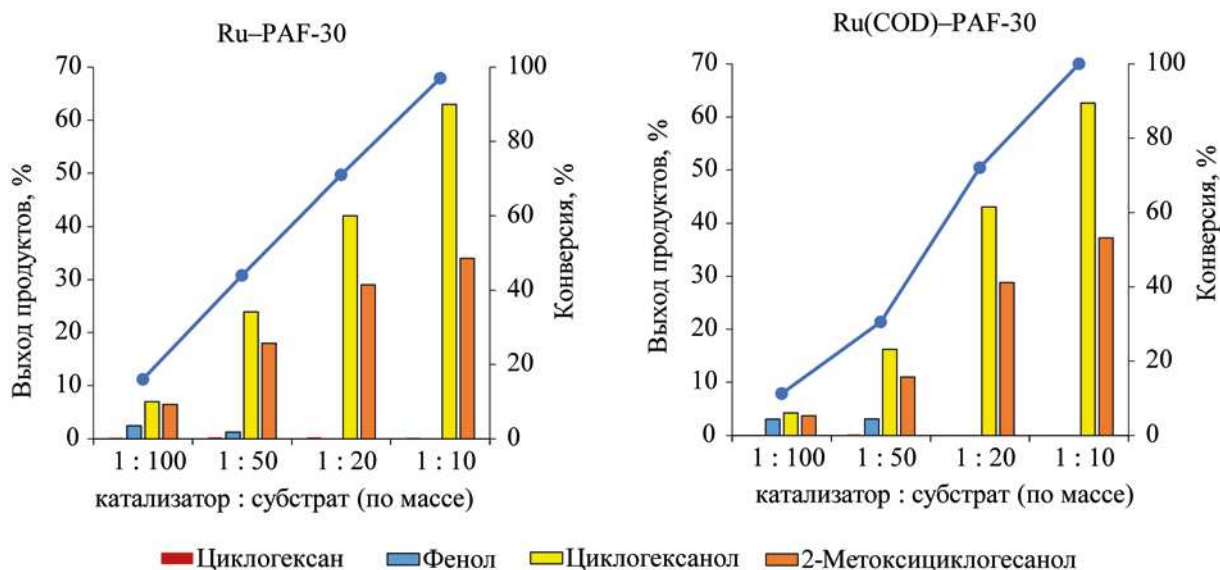 Ru–PAF-30
Выход продуктов, %
70
60
50
40
30
20
10
0
100
80
60
40
20
0
Конверсия, %
1 : 100 1 : 50 1 : 20 1 : 10
катализатор : субстрат (по массе)
Ru(COD)–PAF-30
Выход продуктов, %
70
60
50
40
30
20
10
0
100
80
60
40
20
0
Конверсия, %
1 : 100 1 : 50 1 : 20 1 : 10
катализатор : субстрат (по массе)
Циклогексан Фенол Циклогексанол 2-Метоксициклогесанол